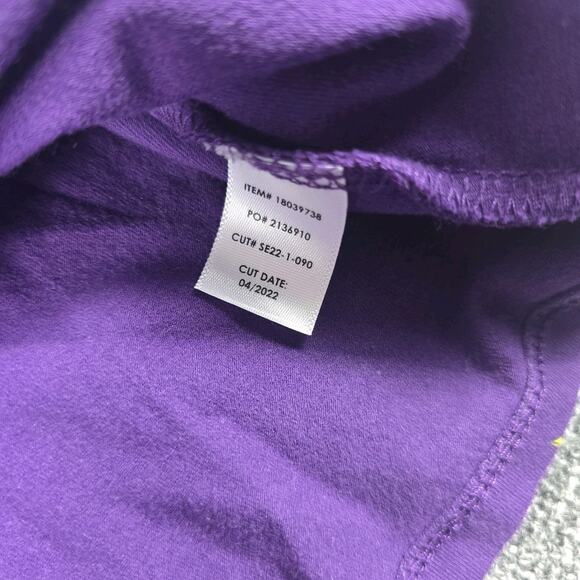 ITEM# 18039738
PO# 2136910
CUT# SE22-1-090
CUT DATE:
04/2022